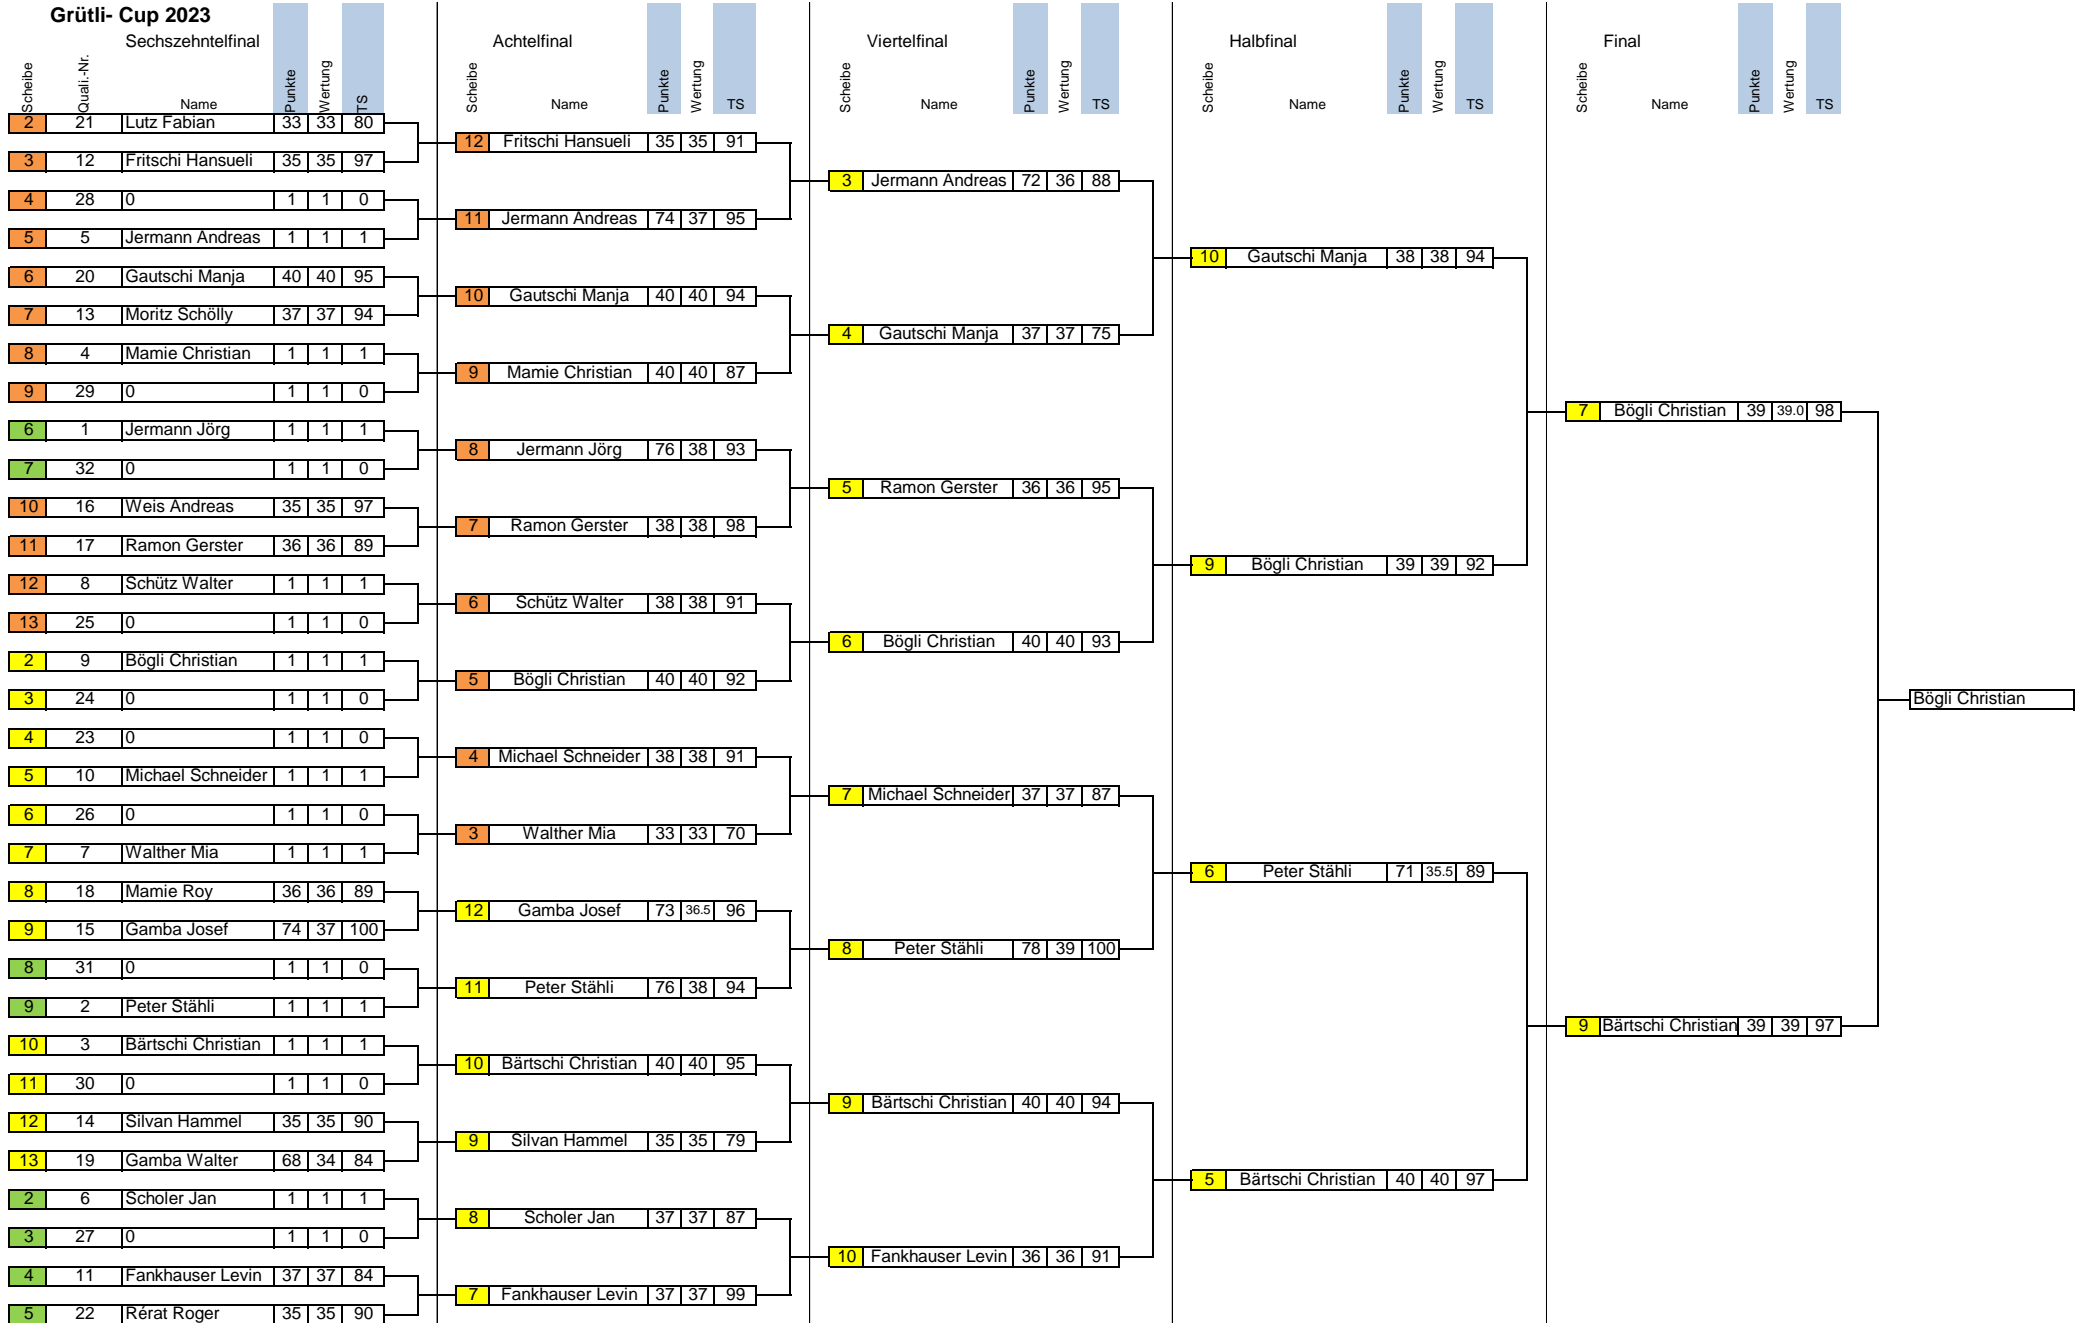 Grütli- Cup 2023
Sechszehntelfinal
Achtelfinal
Viertelfinal
Halbfinal
Final
Scheibe Quali.-Nr. Name Punkte Wertung TS
Scheibe Name Punkte Wertung TS
Scheibe Name Punkte Wertung TS
Scheibe Name Punkte Wertung TS
Scheibe Name Punkte Wertung TS
2 21 Lutz Fabian 33 33 80
3 12 Fritschi Hansueli 35 35 97
4 28 0 1 1 0
5 5 Jermann Andreas 1 1 1
6 20 Gautschi Manja 40 40 95
7 13 Moritz Schölly 37 37 94
8 4 Mamie Christian 1 1 1
9 29 0 1 1 0
6 1 Jermann Jörg 1 1 1
7 32 0 1 1 0
10 16 Weis Andreas 35 35 97
11 17 Ramon Gerster 36 36 89
12 8 Schütz Walter 1 1 1
13 25 0 1 1 0
2 9 Bögli Christian 1 1 1
3 24 0 1 1 0
4 23 0 1 1 0
5 10 Michael Schneider 1 1 1
6 26 0 1 1 0
7 7 Walther Mia 1 1 1
8 18 Mamie Roy 36 36 89
9 15 Gamba Josef 74 37 100
8 31 0 1 1 0
9 2 Peter Stähli 1 1 1
10 3 Bärtschi Christian 1 1 1
11 30 0 1 1 0
12 14 Silvan Hammel 35 35 90
13 19 Gamba Walter 68 34 84
2 6 Scholer Jan 1 1 1
3 27 0 1 1 0
4 11 Fankhauser Levin 37 37 84
5 22 Rérat Roger 35 35 90
12 Fritschi Hansueli 35 35 91
11 Jermann Andreas 74 37 95
10 Gautschi Manja 40 40 94
9 Mamie Christian 40 40 87
8 Jermann Jörg 76 38 93
7 Ramon Gerster 38 38 98
6 Schütz Walter 38 38 91
5 Bögli Christian 40 40 92
4 Michael Schneider 38 38 91
3 Walther Mia 33 33 70
12 Gamba Josef 73 36.5 96
11 Peter Stähli 76 38 94
10 Bärtschi Christian 40 40 95
9 Silvan Hammel 35 35 79
8 Scholer Jan 37 37 87
7 Fankhauser Levin 37 37 99
3 Jermann Andreas 72 36 88
4 Gautschi Manja 37 37 75
5 Ramon Gerster 36 36 95
6 Bögli Christian 40 40 93
7 Michael Schneider 37 37 87
8 Peter Stähli 78 39 100
9 Bärtschi Christian 40 40 94
10 Fankhauser Levin 36 36 91
10 Gautschi Manja 38 38 94
9 Bögli Christian 39 39 92
6 Peter Stähli 71 35.5 89
5 Bärtschi Christian 40 40 97
7 Bögli Christian 39 39.0 98
9 Bärtschi Christian 39 39 97
Bögli Christian